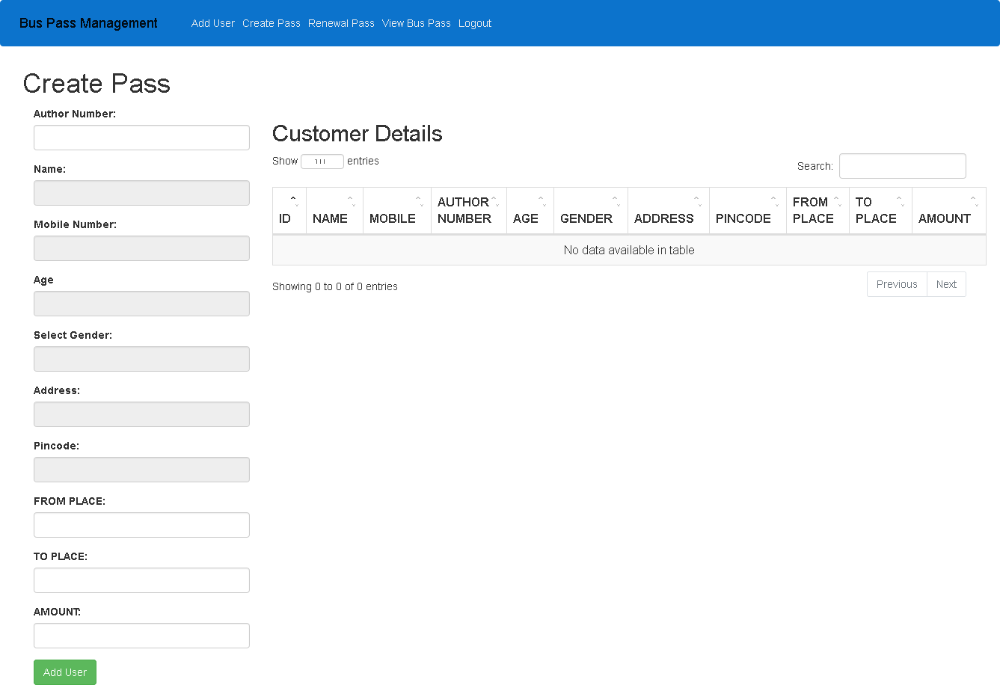 Bus Pass Management Add User Create Pass Renewal Pass View Bus Pass Logout
Create Pass
Author Number:
Name:
Mobile Number:
Age
Select Gender:
Address:
Pincode:
FROM PLACE:
TO PLACE:
AMOUNT:
Add User
Customer Details
Show entries
Search:
ID NAME MOBILE AUTHOR NUMBER AGE GENDER ADDRESS PINCODE FROM PLACE TO PLACE AMOUNT
No data available in table
Showing 0 to 0 of 0 entries
Previous Next